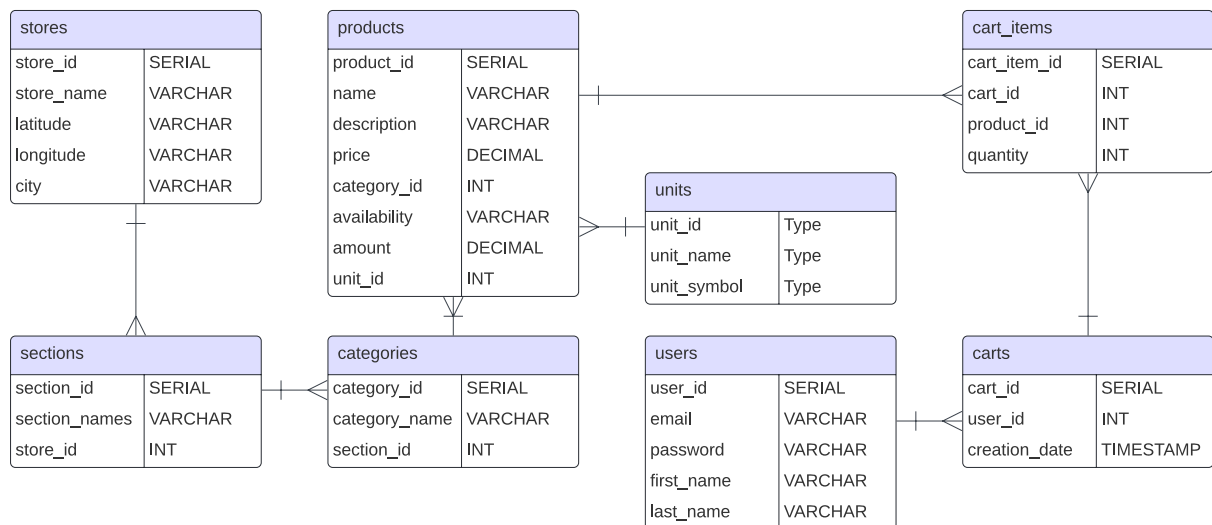 stores
store_id SERIAL
store_name VARCHAR
latitude VARCHAR
longitude VARCHAR
city VARCHAR
products
product_id SERIAL
name VARCHAR
description VARCHAR
price DECIMAL
category_id INT
availability VARCHAR
amount DECIMAL
unit_id INT
cart_items
cart_item_id SERIAL
cart_id INT
product_id INT
quantity INT
units
unit_id Type
unit_name Type
unit_symbol Type
sections
section_id SERIAL
section_names VARCHAR
store_id INT
categories
category_id SERIAL
category_name VARCHAR
section_id INT
users
user_id SERIAL
email VARCHAR
password VARCHAR
first_name VARCHAR
last_name VARCHAR
carts
cart_id SERIAL
user_id INT
creation_date TIMESTAMP